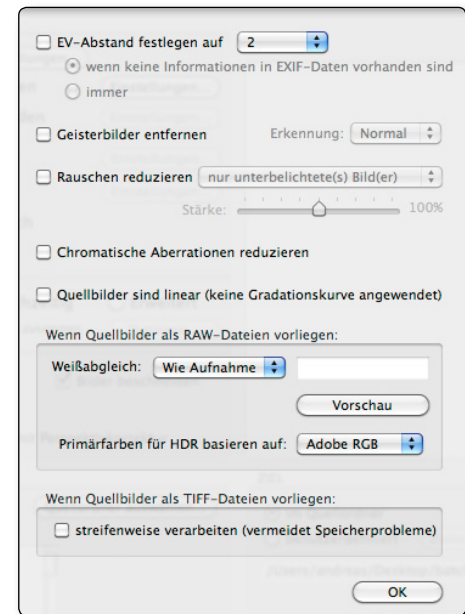 EV-Abstand festlegen auf 2
wenn keine Informationen in EXIF-Daten vorhanden sind
immer
Geisterbilder entfernen Erkennung: Normal
Rauschen reduzieren nur unterbelichtete(s) Bild(er)
Stärke: 100%
Chromatische Aberrationen reduzieren
Quellbilder sind linear (keine Gradationskurve angewendet)
Wenn Quellbilder als RAW-Dateien vorliegen:
Weißabgleich: Wie Aufnahme
Vorschau
Primärfarben für HDR basieren auf: Adobe RGB
Wenn Quellbilder als TIFF-Dateien vorliegen:
streifenweise verarbeiten (vermeidet Speicherprobleme)
OK